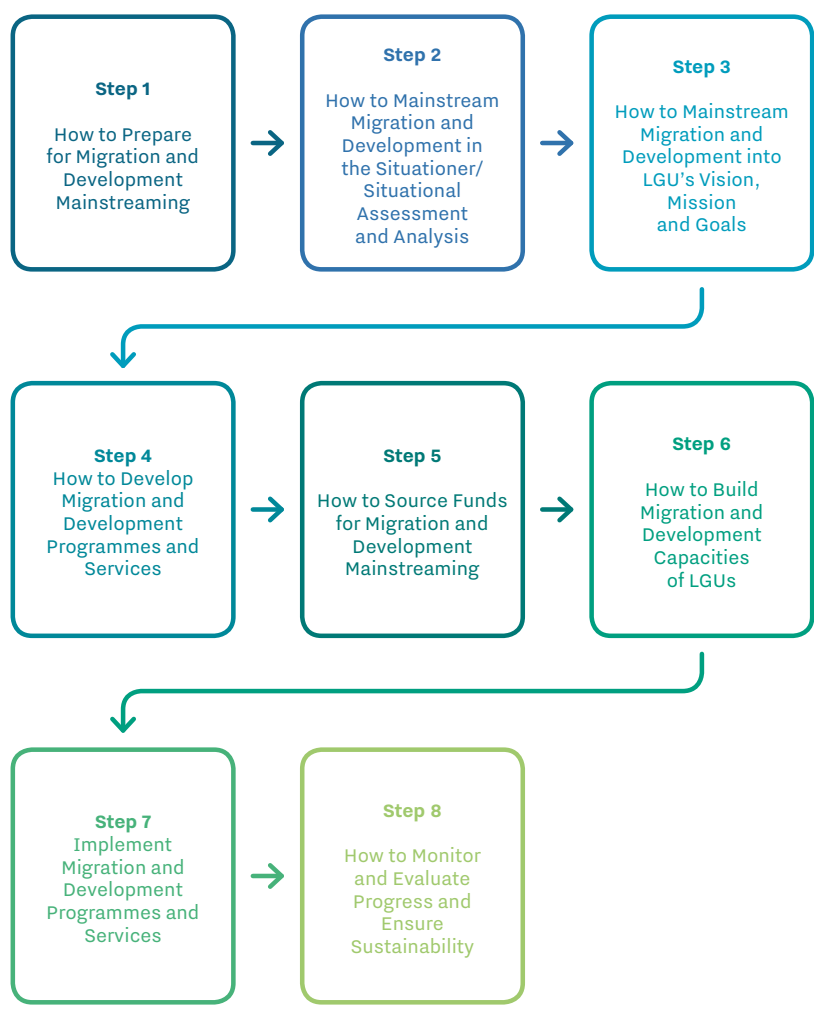 Step 1
How to Prepare
for Migration and
Development
Mainstreaming
Step 2
How to Mainstream
Migration and
Development in
the Situationer/
Situational
Assessment
and Analysis
Step 3
How to Mainstream
Migration and
Development into
LGU's Vision,
Mission
and Goals
Step 4
How to Develop
Migration and
Development
Programmes and
Services
Step 5
How to Source Funds
for Migration and
Development
Mainstreaming
Step 6
How to Build
Migration and
Development
Capacities
of LGUs
Step 7
Implement
Migration and
Development
Programmes and
Services
Step 8
How to Monitor
and Evaluate
Progress and
Ensure
Sustainability